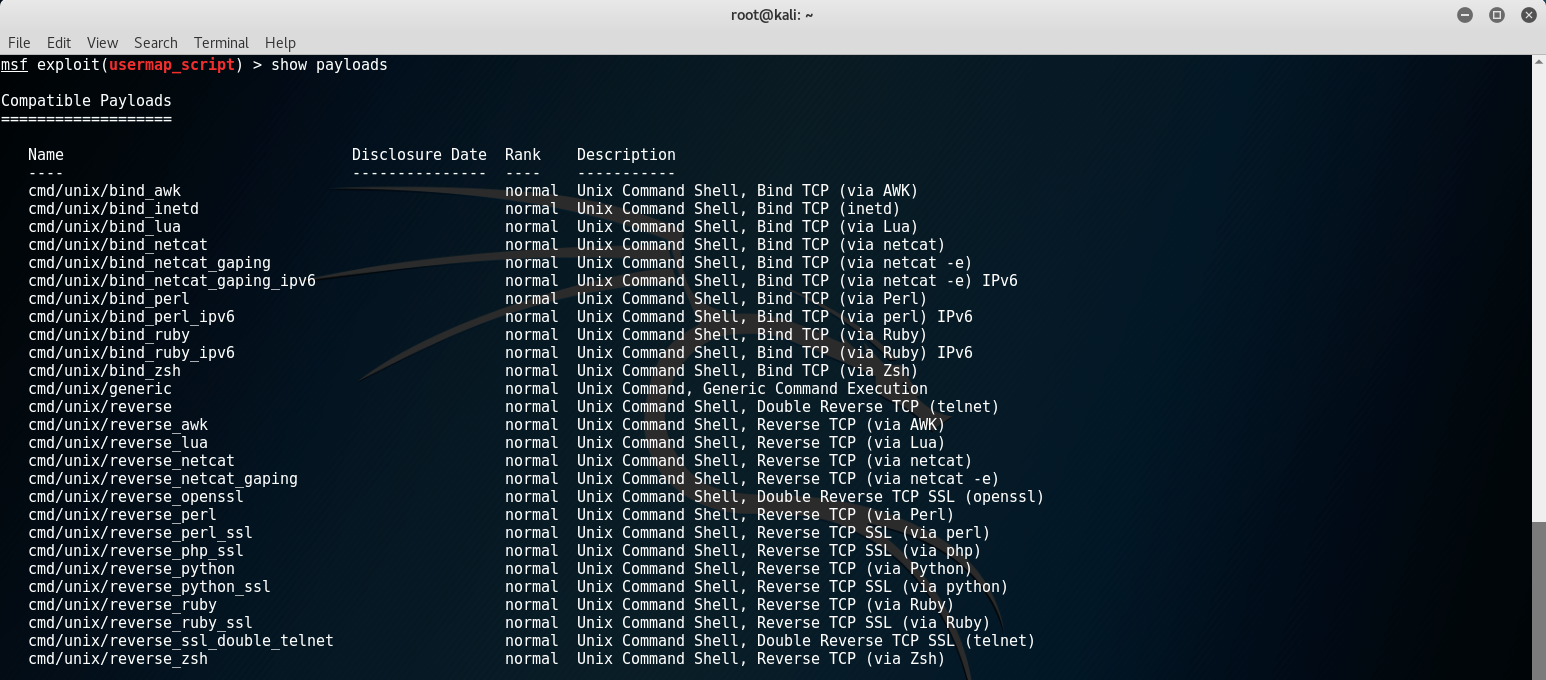 root@kali: ~
File Edit View Search Terminal Help
msf exploit(usermap_script) > show payloads
Compatible Payloads
===================
Name Disclosure Date Rank Description
---- --------------- ---- -----------
cmd/unix/bind_awk normal Unix Command Shell, Bind TCP (via AWK)
cmd/unix/bind_inetd normal Unix Command Shell, Bind TCP (inetd)
cmd/unix/bind_lua normal Unix Command Shell, Bind TCP (via Lua)
cmd/unix/bind_netcat normal Unix Command Shell, Bind TCP (via netcat)
cmd/unix/bind_netcat_gaping normal Unix Command Shell, Bind TCP (via netcat -e)
cmd/unix/bind_netcat_gaping_ipv6 normal Unix Command Shell, Bind TCP (via netcat -e) IPv6
cmd/unix/bind_perl normal Unix Command Shell, Bind TCP (via Perl)
cmd/unix/bind_perl_ipv6 normal Unix Command Shell, Bind TCP (via perl) IPv6
cmd/unix/bind_ruby normal Unix Command Shell, Bind TCP (via Ruby)
cmd/unix/bind_ruby_ipv6 normal Unix Command Shell, Bind TCP (via Ruby) IPv6
cmd/unix/bind_zsh normal Unix Command Shell, Bind TCP (via Zsh)
cmd/unix/generic normal Unix Command, Generic Command Execution
cmd/unix/reverse normal Unix Command Shell, Double Reverse TCP (telnet)
cmd/unix/reverse_awk normal Unix Command Shell, Reverse TCP (via AWK)
cmd/unix/reverse_lua normal Unix Command Shell, Reverse TCP (via Lua)
cmd/unix/reverse_netcat normal Unix Command Shell, Reverse TCP (via netcat)
cmd/unix/reverse_netcat_gaping normal Unix Command Shell, Reverse TCP (via netcat -e)
cmd/unix/reverse_openssl normal Unix Command Shell, Double Reverse TCP SSL (openssl)
cmd/unix/reverse_perl normal Unix Command Shell, Reverse TCP (via Perl)
cmd/unix/reverse_perl_ssl normal Unix Command Shell, Reverse TCP SSL (via perl)
cmd/unix/reverse_php_ssl normal Unix Command Shell, Reverse TCP SSL (via php)
cmd/unix/reverse_python normal Unix Command Shell, Reverse TCP (via Python)
cmd/unix/reverse_python_ssl normal Unix Command Shell, Reverse TCP SSL (via python)
cmd/unix/reverse_ruby normal Unix Command Shell, Reverse TCP (via Ruby)
cmd/unix/reverse_ruby_ssl normal Unix Command Shell, Reverse TCP SSL (via Ruby)
cmd/unix/reverse_ssl_double_telnet normal Unix Command Shell, Double Reverse TCP SSL (telnet)
cmd/unix/reverse_zsh normal Unix Command Shell, Reverse TCP (via Zsh)